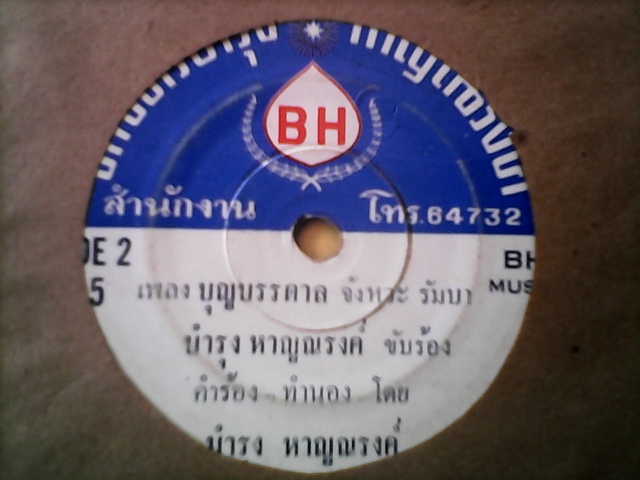 BH
สำนักงาน โทร.64732
DE 2
BH
5 เพลง บุญบรรดาล จังหวะ รัมบา
MUS
บำรุง หาญณรงค์ ขับร้อง
คำร้อง ทำนอง โดย
บำรุง หาญณรงค์